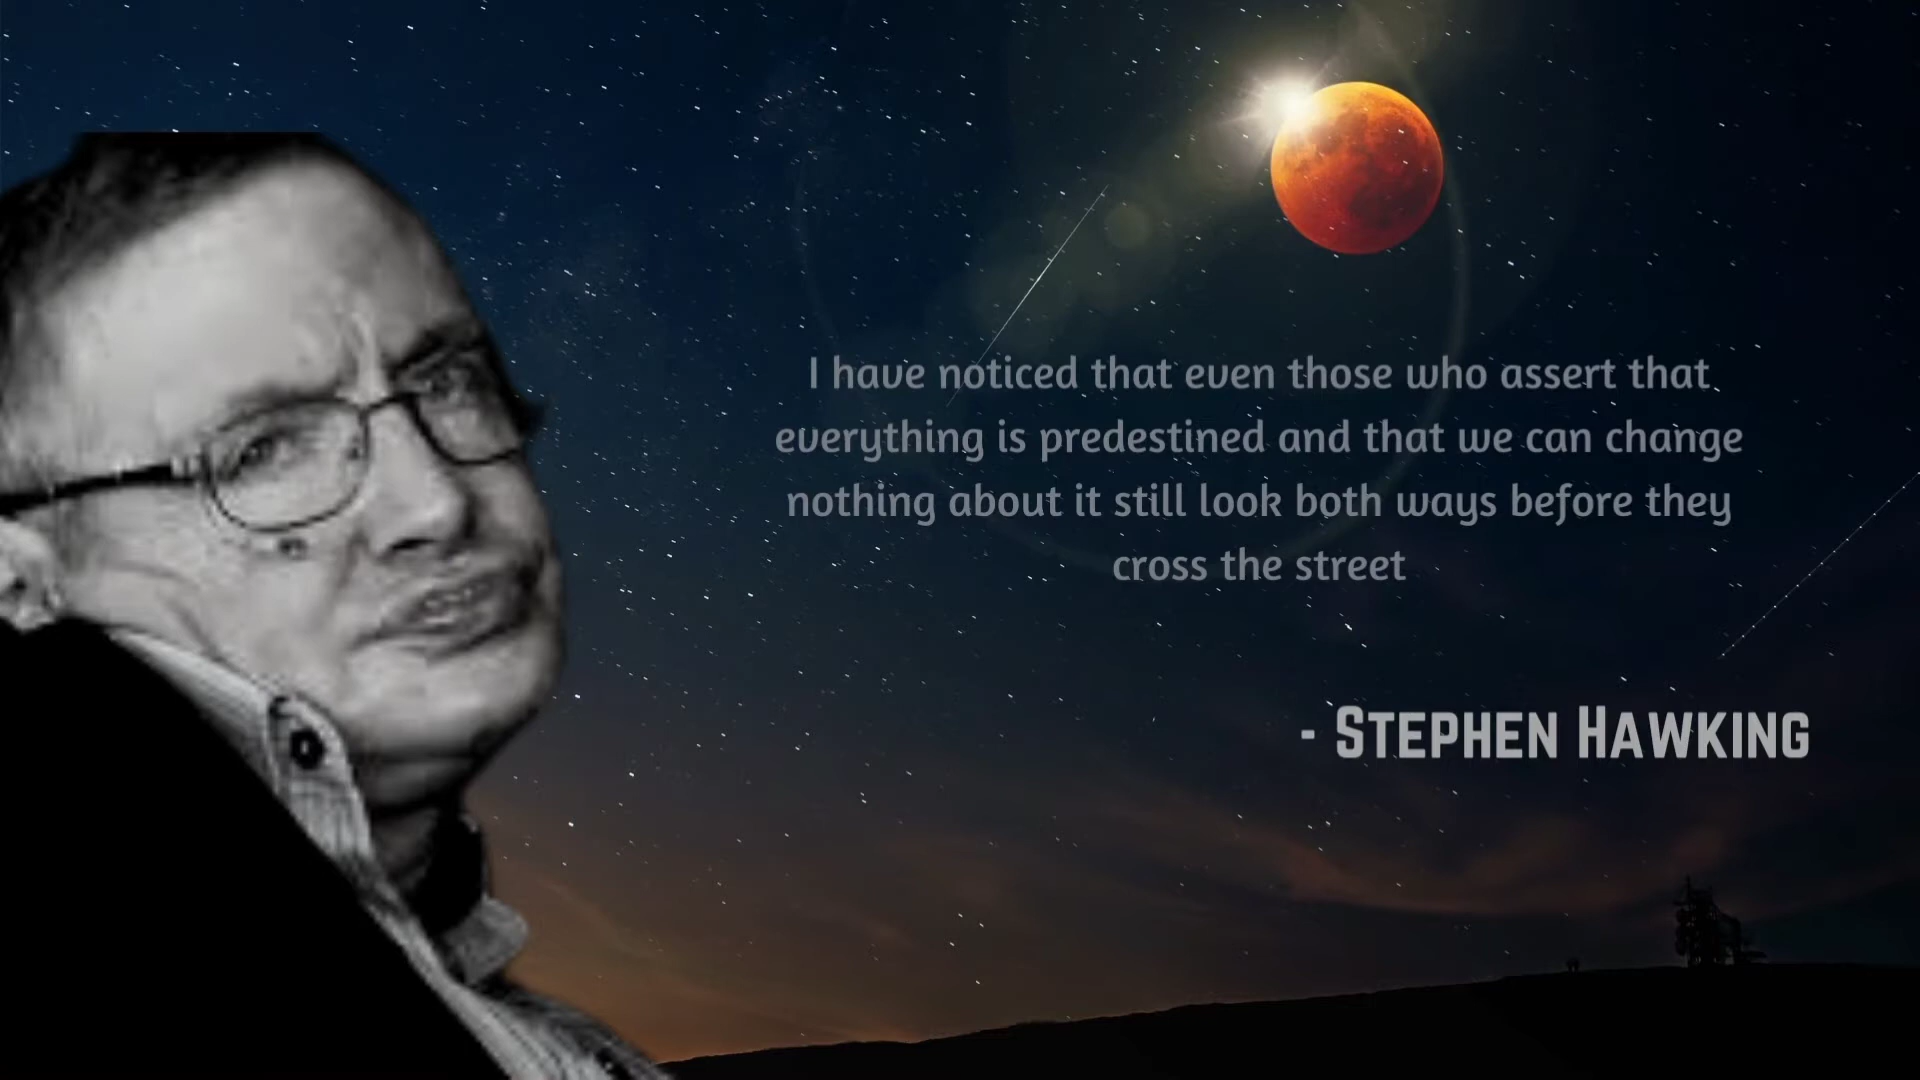 I have noticed that even those who assert that
everything is predestined and that we can change
nothing about it still look both ways before they
cross the street
- STEPHEN HAWKING